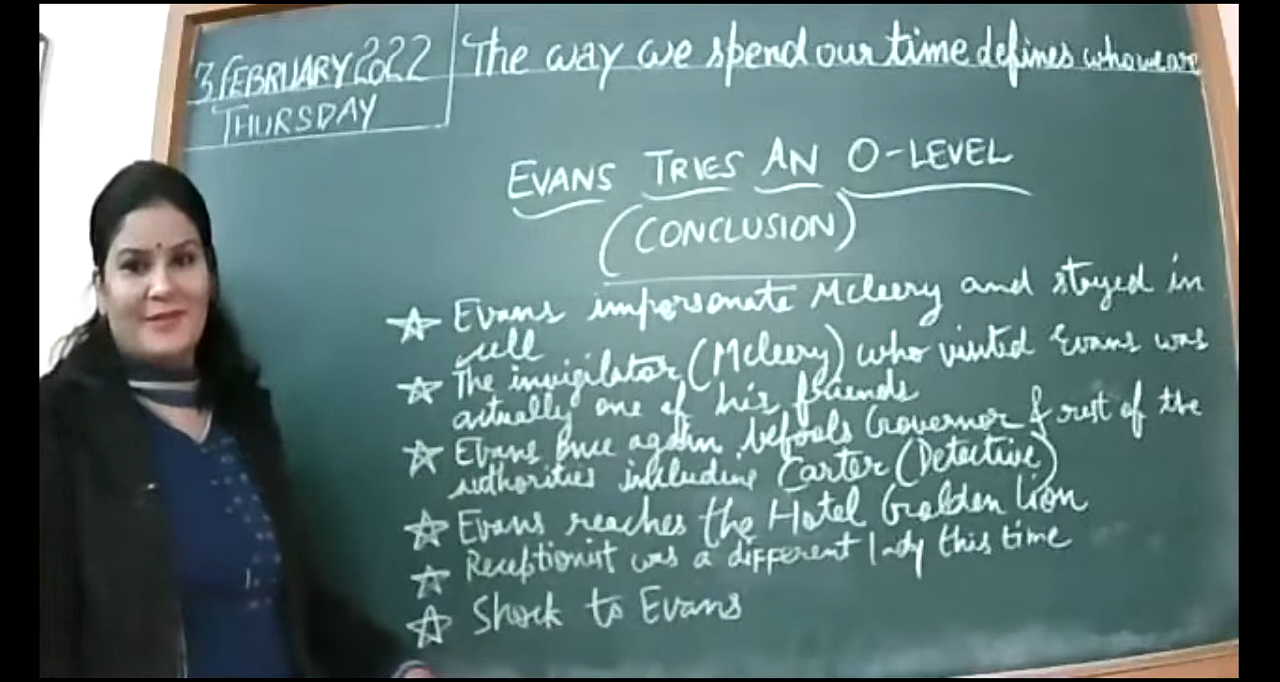 3 FEBRUARY 2022
THURSDAY
The way we spend our time defines who we are
EVANS TRIES AN O-LEVEL
(CONCLUSION)
☆ Evans impersonate Mcleery and stayed in
cell
☆ The invigilator (Mcleery) who visited Evans was
actually one of his friends
☆ Evans once again befools Governor & rest of the
authorities including Carter (Detective)
☆ Evans reaches the Hotel Golden Lion
☆ Receptionist was a different lady this time
☆ Shock to Evans